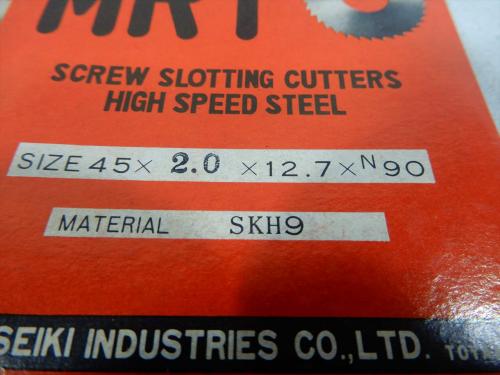 MRT
SCREW SLOTTING CUTTERS
HIGH SPEED STEEL
SIZE 45× 2.0 ×12.7×N90
MATERIAL SKH9
SEIKI INDUSTRIES CO.,LTD.